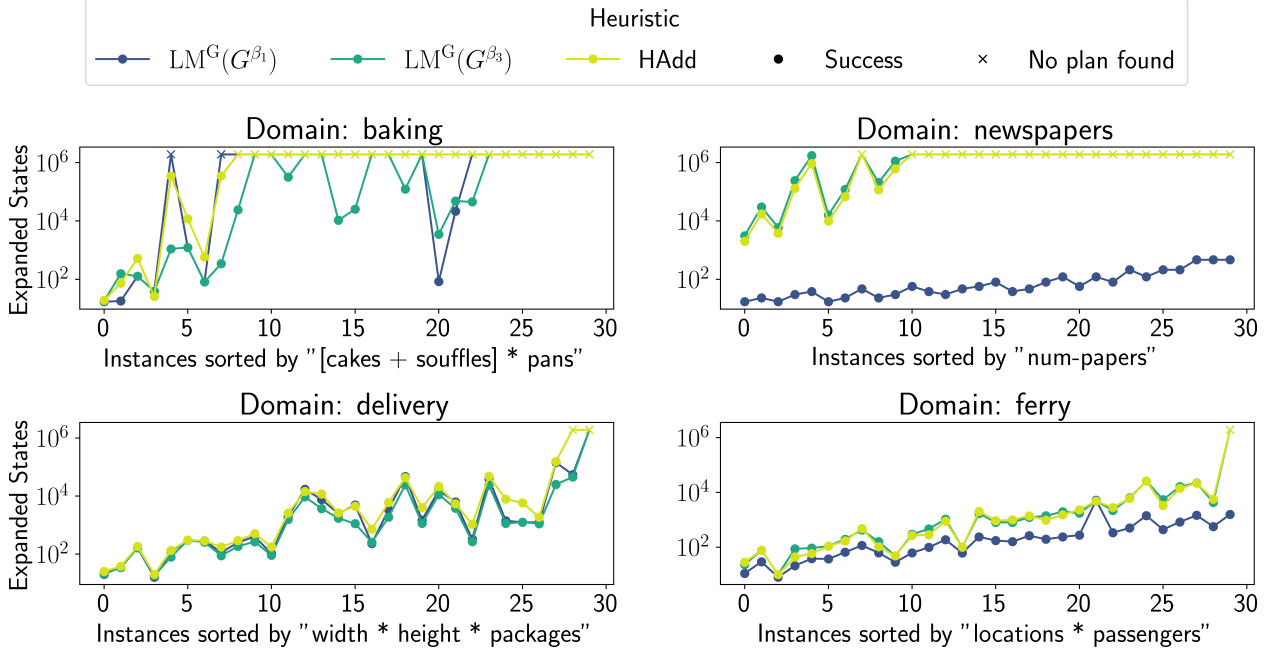 Heuristic
LM^G(G^{β_1}) LM^G(G^{β_3}) HAdd Success No plan found
Domain: baking
Expanded States
10^6
10^4
10^2
0 5 10 15 20 25 30
Instances sorted by "[cakes + souffles] * pans"
Domain: newspapers
10^6
10^4
10^2
0 5 10 15 20 25 30
Instances sorted by "num-papers"
Domain: delivery
Expanded States
10^6
10^4
10^2
0 5 10 15 20 25 30
Instances sorted by "width * height * packages"
Domain: ferry
10^6
10^4
10^2
0 5 10 15 20 25 30
Instances sorted by "locations * passengers"